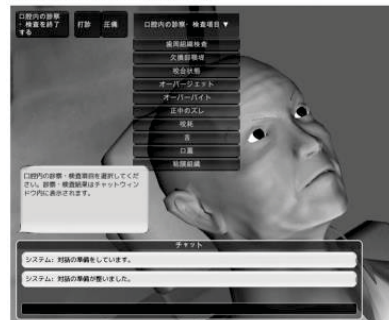 口腔内の診察
・検査を終了
する
打診
圧痛
口腔内の診察・検査項目 ▼
歯周組織検査
欠損部顎堤
咬合状態
オーバージェット
オーバーバイト
正中のズレ
咬耗
舌
口蓋
軟組織
口腔内の診察・検査項目を選択してくだ
さい。診察・検査結果はチャットウィン
ドウ内に表示されます。
チャット
システム: 対話の準備をしています。
システム: 対話の準備が整いました。